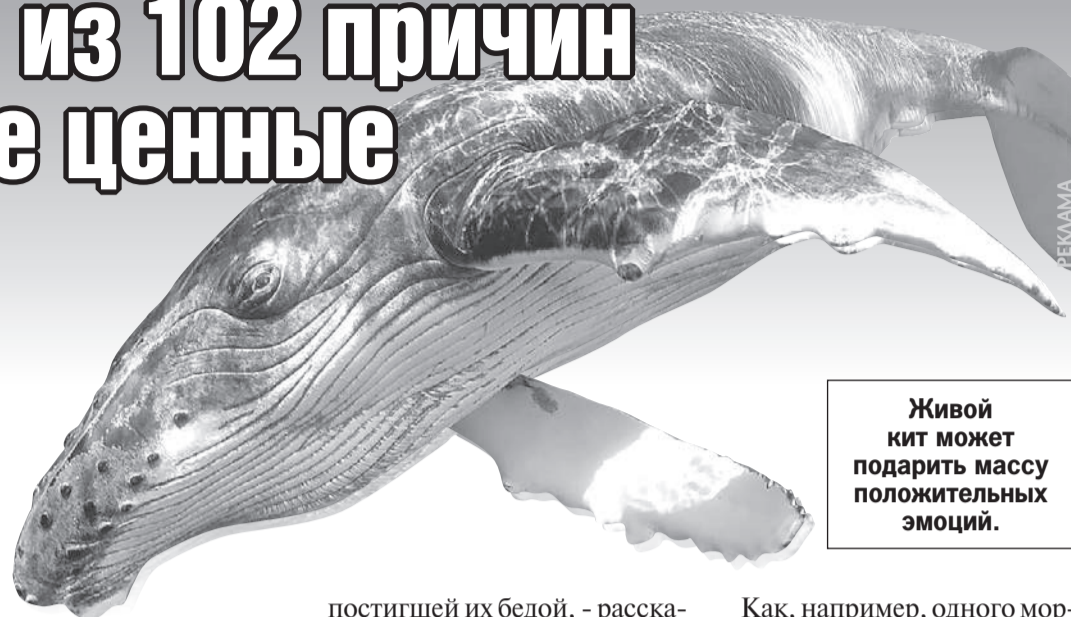 из 102 причин
е ценные
РЕКЛАМА
Живой
кит может
подарить массу
положительных
эмоций.
постигшей их бедой, - расска-
Как, например, одного мор-